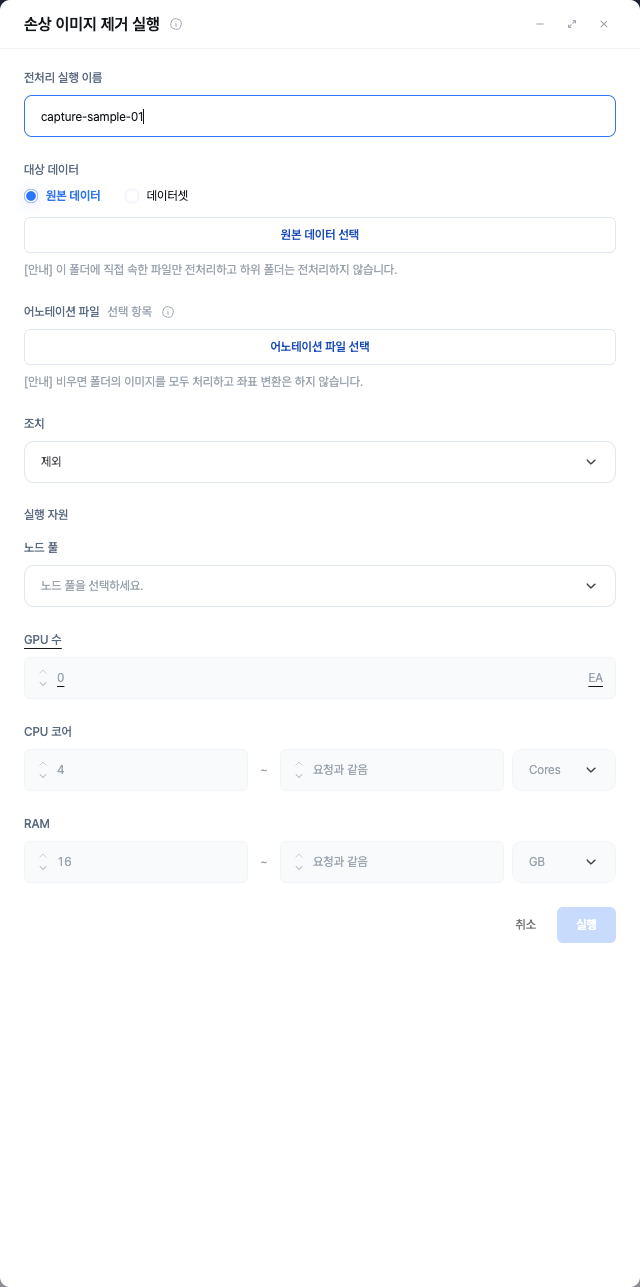 손상 이미지 제거 실행
전처리 실행 이름
capture-sample-01
대상 데이터
원본 데이터 데이터셋
원본 데이터 선택
[안내] 이 폴더에 직접 속한 파일만 전처리하고 하위 폴더는 전처리하지 않습니다.
어노테이션 파일 선택 항목
어노테이션 파일 선택
[안내] 비우면 폴더의 이미지를 모두 처리하고 좌표 변환은 하지 않습니다.
조치
제외
실행 자원
노드 풀
노드 풀을 선택하세요.
GPU 수
0 EA
CPU 코어
4 ~ 요청과 같음 Cores
RAM
16 ~ 요청과 같음 GB
취소 실행